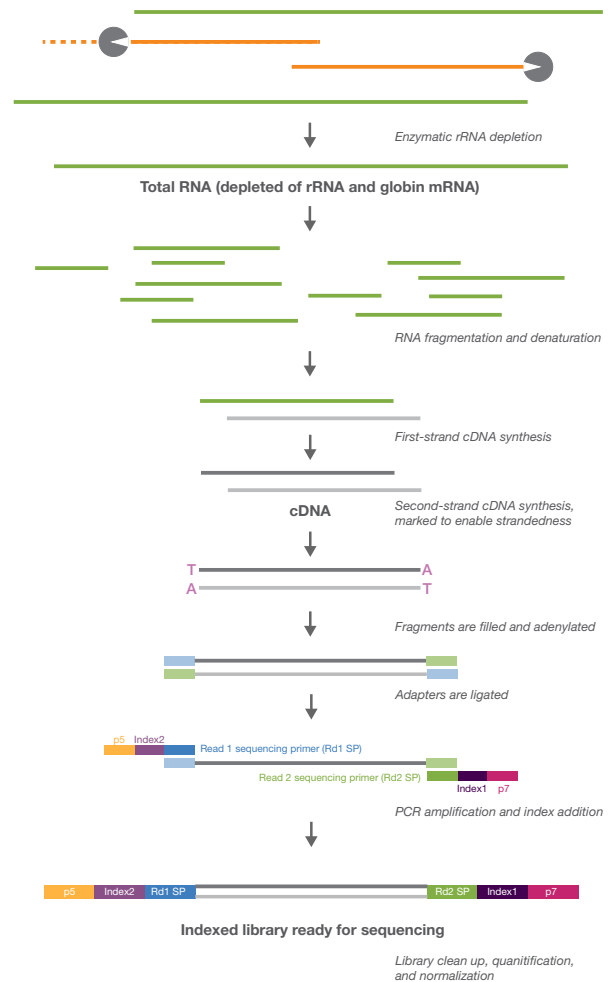 Enzymatic rRNA depletion
Total RNA (depleted of rRNA and globin mRNA)
RNA fragmentation and denaturation
First-strand cDNA synthesis
cDNA
Second-strand cDNA synthesis,
marked to enable strandedness
T A
A T
Fragments are filled and adenylated
Adapters are ligated
p5 Index2
Read 1 sequencing primer (Rd1 SP)
Read 2 sequencing primer (Rd2 SP)
Index1 p7
PCR amplification and index addition
p5 Index2 Rd1 SP Rd2 SP Index1 p7
Indexed library ready for sequencing
Library clean up, quanitification,
and normalization